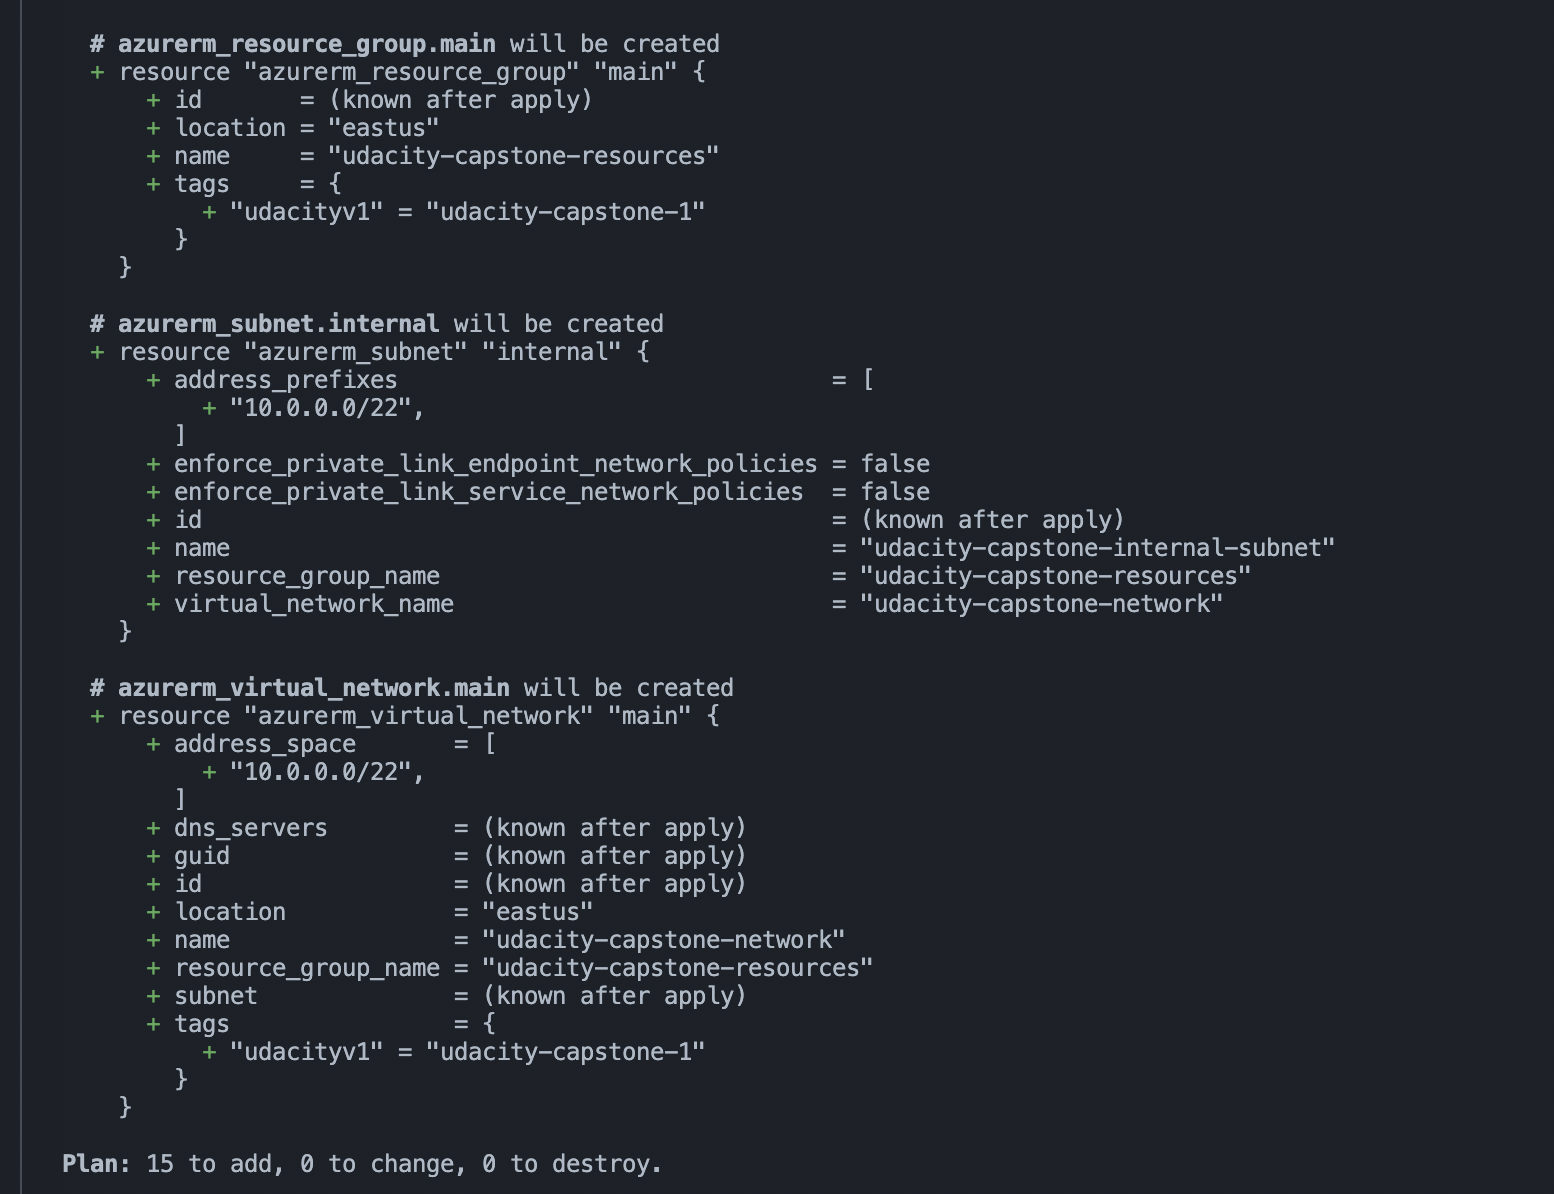 # azurerm_resource_group.main will be created
+ resource "azurerm_resource_group" "main" {
+ id = (known after apply)
+ location = "eastus"
+ name = "udacity-capstone-resources"
+ tags = {
+ "udacityv1" = "udacity-capstone-1"
}
}
# azurerm_subnet.internal will be created
+ resource "azurerm_subnet" "internal" {
+ address_prefixes = [
+ "10.0.0.0/22",
]
+ enforce_private_link_endpoint_network_policies = false
+ enforce_private_link_service_network_policies = false
+ id = (known after apply)
+ name = "udacity-capstone-internal-subnet"
+ resource_group_name = "udacity-capstone-resources"
+ virtual_network_name = "udacity-capstone-network"
}
# azurerm_virtual_network.main will be created
+ resource "azurerm_virtual_network" "main" {
+ address_space = [
+ "10.0.0.0/22",
]
+ dns_servers = (known after apply)
+ guid = (known after apply)
+ id = (known after apply)
+ location = "eastus"
+ name = "udacity-capstone-network"
+ resource_group_name = "udacity-capstone-resources"
+ subnet = (known after apply)
+ tags = {
+ "udacityv1" = "udacity-capstone-1"
}
}
Plan: 15 to add, 0 to change, 0 to destroy.